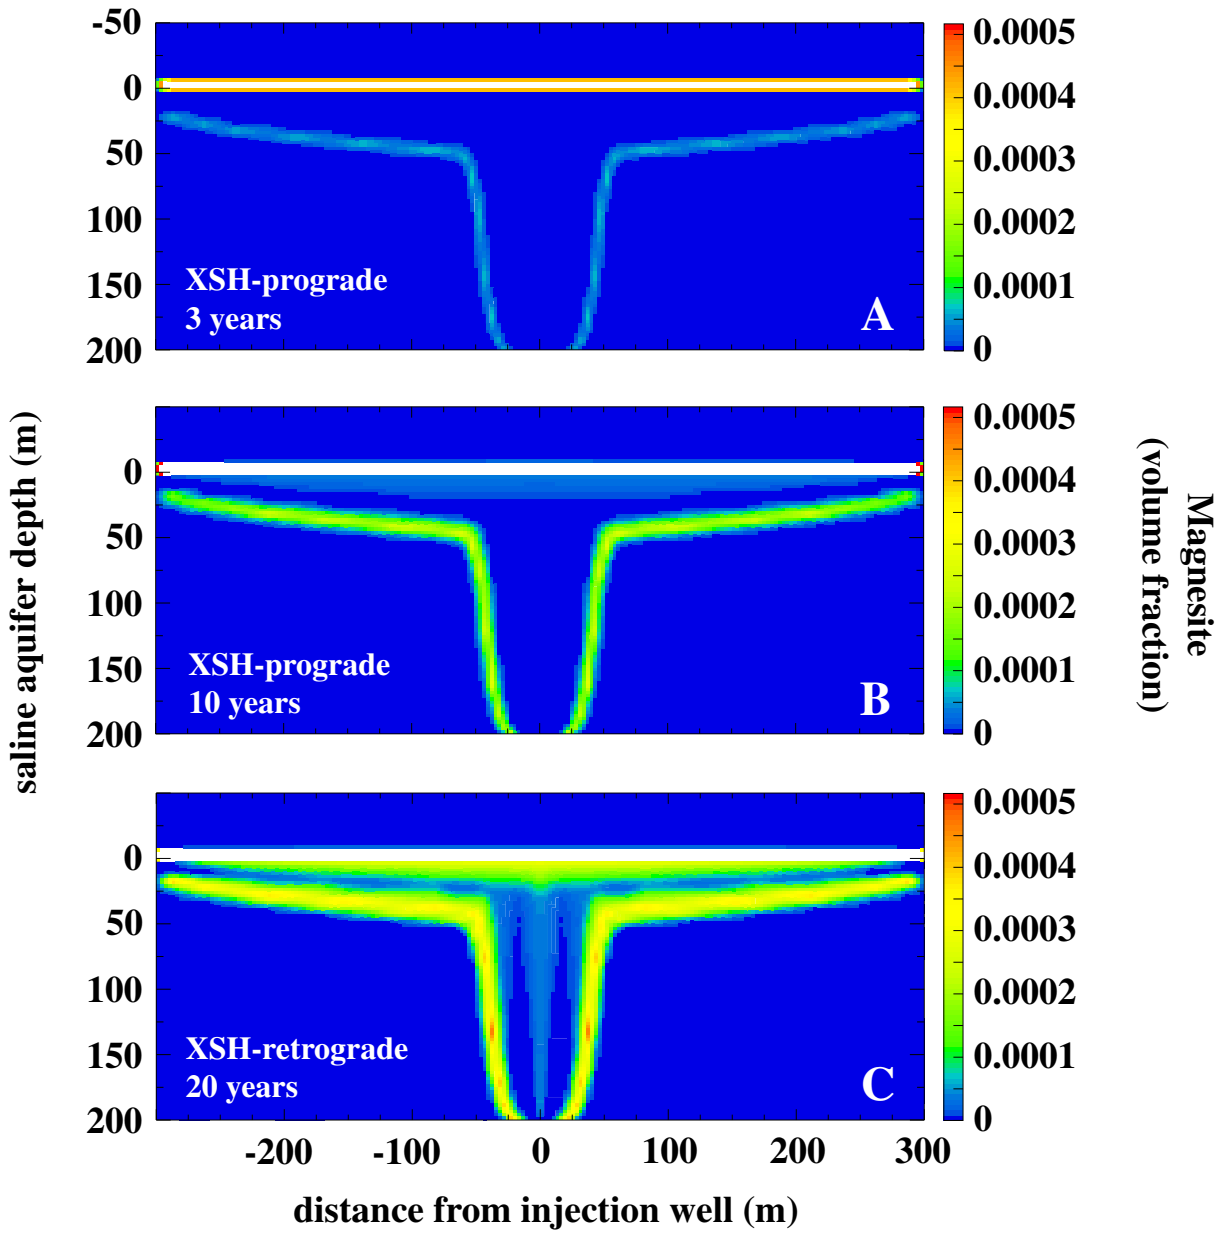 -50
0
50
100
150
200
XSH-prograde
3 years
A
0.0005
0.0004
0.0003
0.0002
0.0001
0
0
50
100
150
200
XSH-prograde
10 years
B
0.0005
0.0004
0.0003
0.0002
0.0001
0
0
50
100
150
200
XSH-retrograde
20 years
C
0.0005
0.0004
0.0003
0.0002
0.0001
0
-200 -100 0 100 200 300
distance from injection well (m)
saline aquifer depth (m)
Magnesite
(volume fraction)